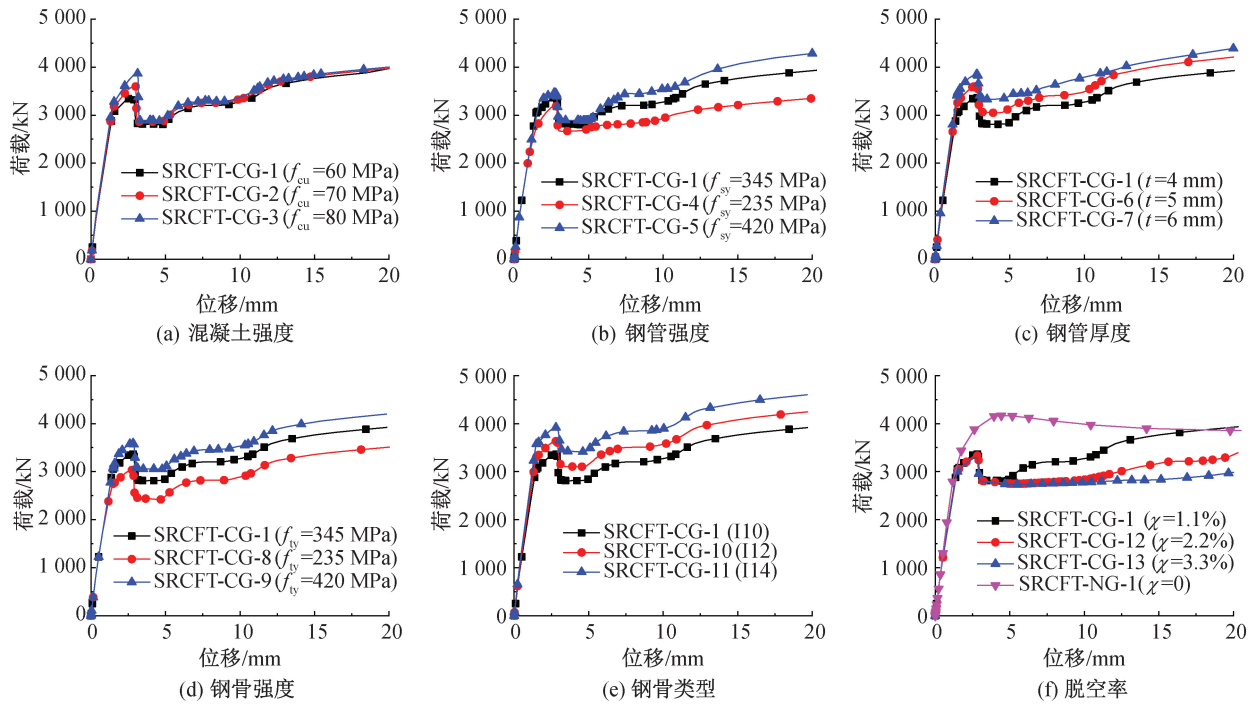 5 000
4 000
3 000
2 000
1 000
0
荷载/kN
SRCFT-CG-1 (fcu=60 MPa)
SRCFT-CG-2 (fcu=70 MPa)
SRCFT-CG-3 (fcu=80 MPa)
0 5 10 15 20
位移/mm
(a) 混凝土强度
5 000
4 000
3 000
2 000
1 000
0
荷载/kN
SRCFT-CG-1 (fsy=345 MPa)
SRCFT-CG-4 (fsy=235 MPa)
SRCFT-CG-5 (fsy=420 MPa)
0 5 10 15 20
位移/mm
(b) 钢管强度
5 000
4 000
3 000
2 000
1 000
0
荷载/kN
SRCFT-CG-1 (t=4 mm)
SRCFT-CG-6 (t=5 mm)
SRCFT-CG-7 (t=6 mm)
0 5 10 15 20
位移/mm
(c) 钢管厚度
5 000
4 000
3 000
2 000
1 000
0
荷载/kN
SRCFT-CG-1 (fty=345 MPa)
SRCFT-CG-8 (fty=235 MPa)
SRCFT-CG-9 (fty=420 MPa)
0 5 10 15 20
位移/mm
(d) 钢骨强度
5 000
4 000
3 000
2 000
1 000
0
荷载/kN
SRCFT-CG-1 (I10)
SRCFT-CG-10 (I12)
SRCFT-CG-11 (I14)
0 5 10 15 20
位移/mm
(e) 钢骨类型
5 000
4 000
3 000
2 000
1 000
0
荷载/kN
SRCFT-CG-1 (χ=1.1%)
SRCFT-CG-12 (χ=2.2%)
SRCFT-CG-13 (χ=3.3%)
SRCFT-NG-1(χ=0)
0 5 10 15 20
位移/mm
(f) 脱空率